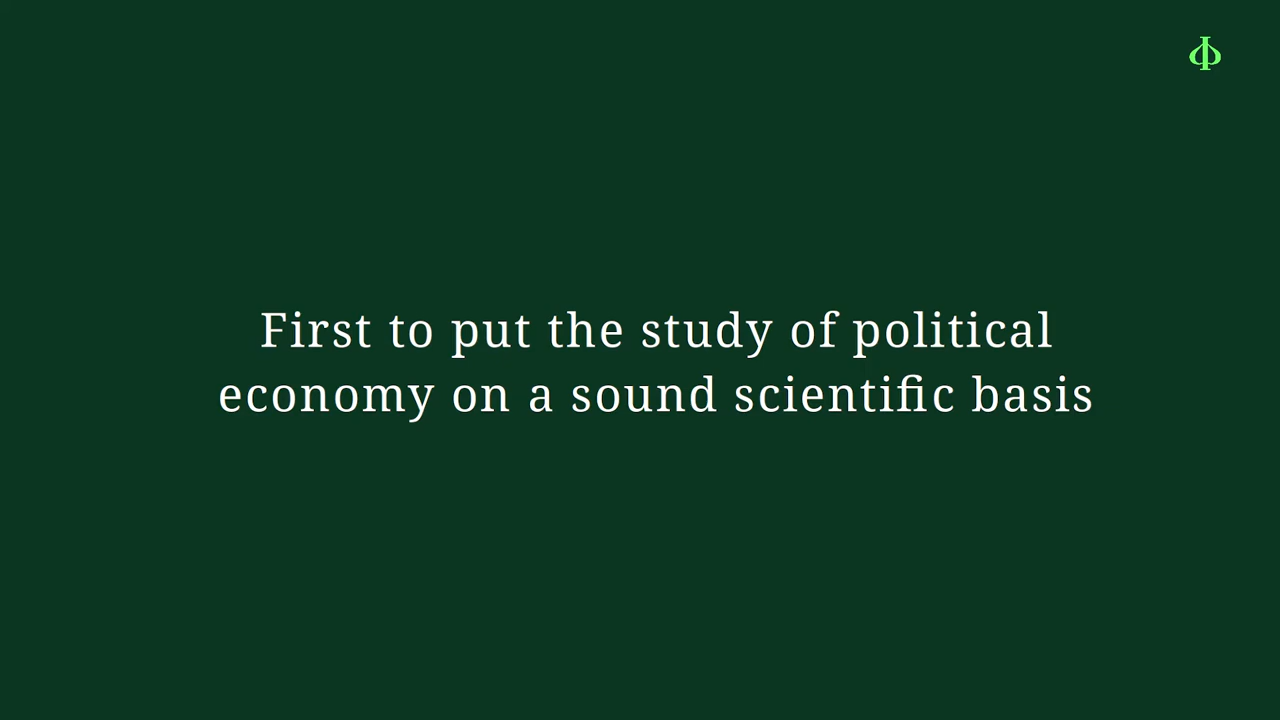 Φ
First to put the study of political
economy on a sound scientific basis